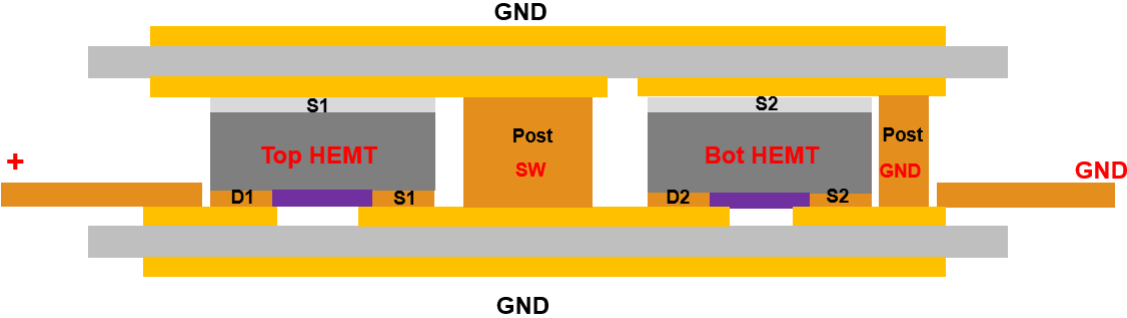 GND
S1
S2
Post
Post
Top HEMT
Bot HEMT
+
SW
GND
GND
D1
S1
D2
S2
GND